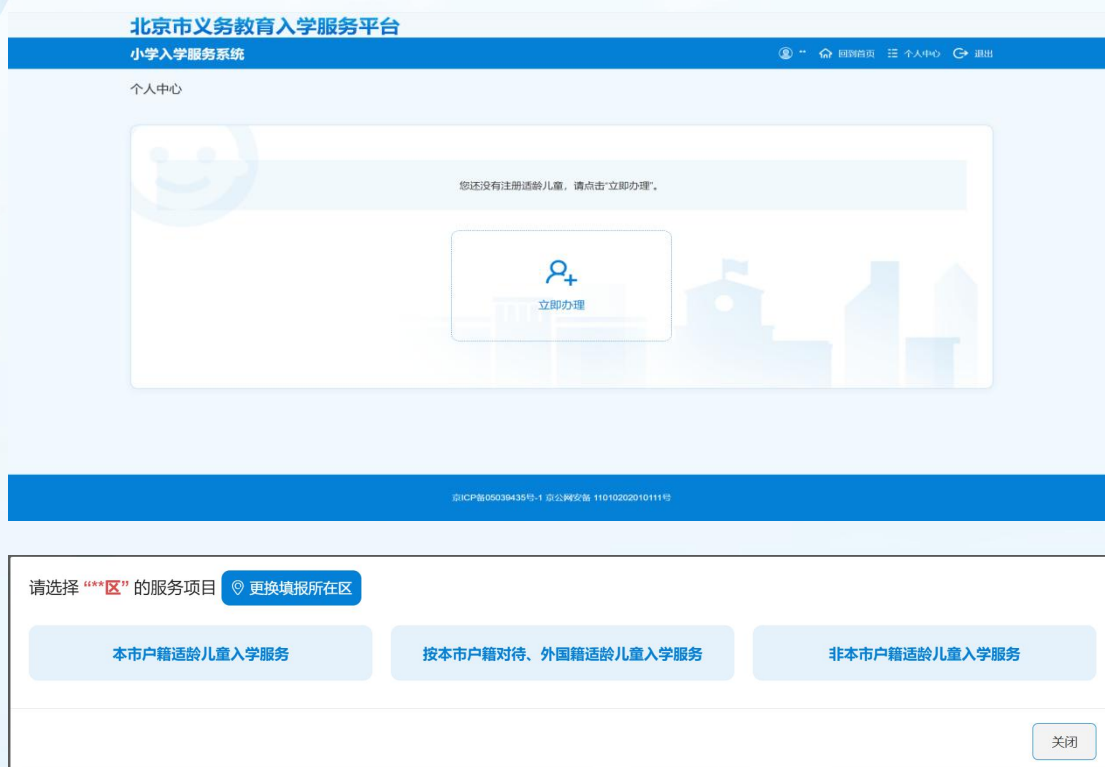 北京市义务教育入学服务平台
小学入学服务系统
** 回到首页 个人中心 退出
个人中心
您还没有注册适龄儿童，请点击“立即办理”。
立即办理
京ICP备05039435号-1 京公网安备 11010202010111号
请选择 “**区” 的服务项目 更换填报所在区
本市户籍适龄儿童入学服务 按本市户籍对待、外国籍适龄儿童入学服务 非本市户籍适龄儿童入学服务
关闭